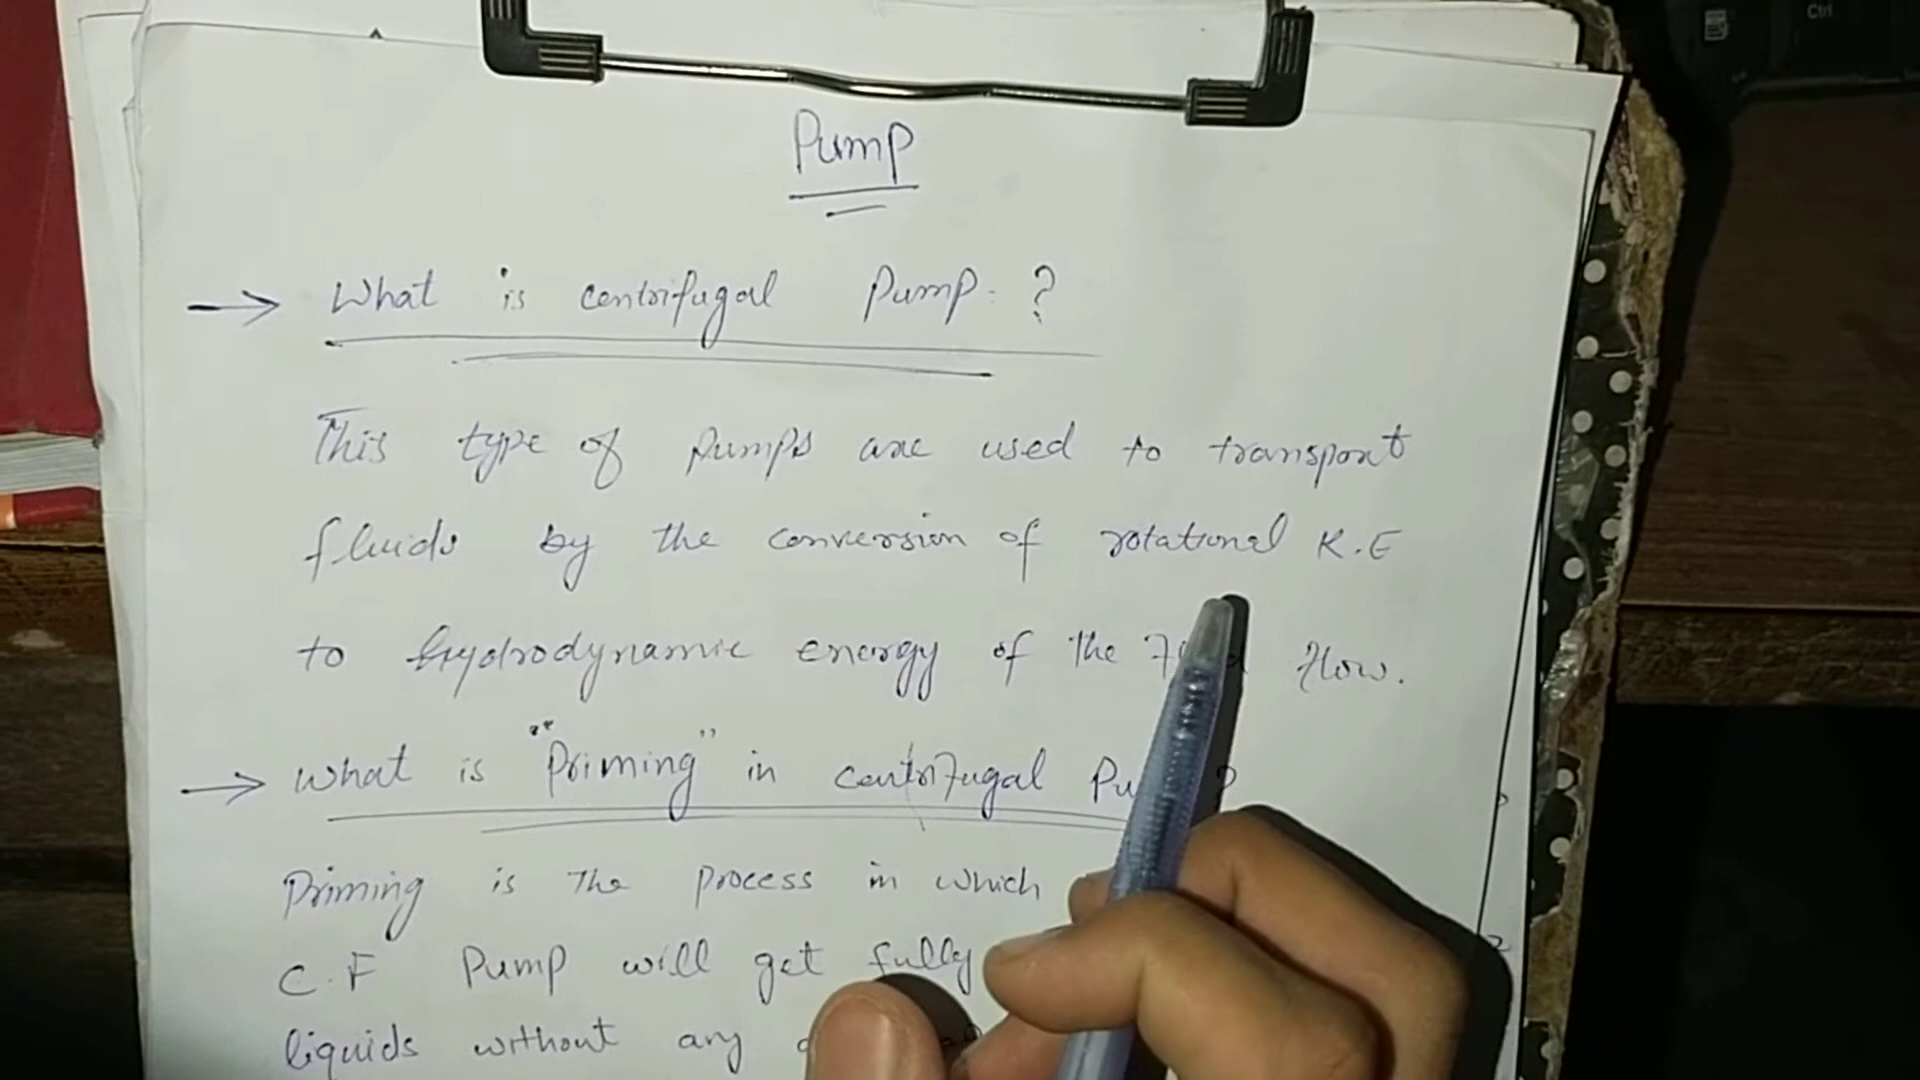 Ctrl
Pump
→ What is centrifugal Pump. ?
This type of Pumps are used to transport
fluids by the conversion of rotational K.E
to hydrodynamic energy of the flow.
→ What is "Priming" in centrifugal ?
Priming is The process in which
C.F Pump will get fully
liquids without any